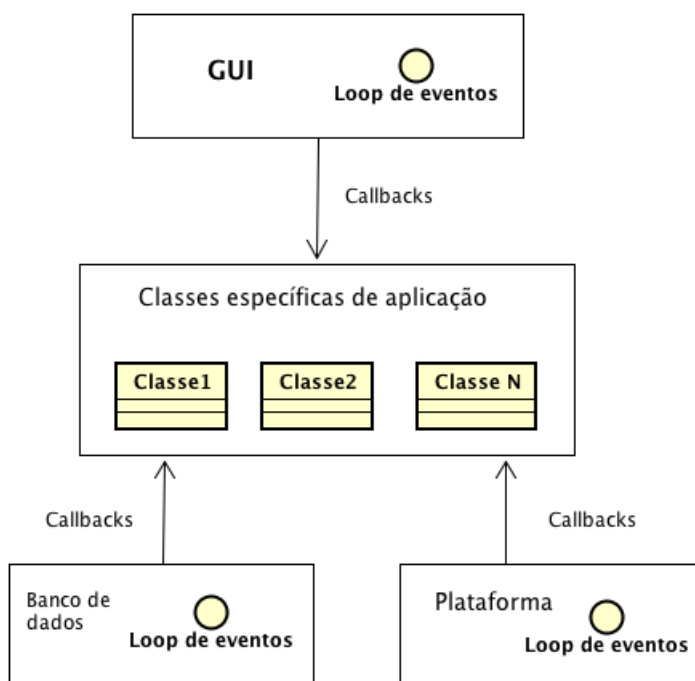 GUI
Loop de eventos
Callbacks
Classes específicas de aplicação
Classe1
Classe2
Classe N
Callbacks
Callbacks
Banco de
dados
Loop de eventos
Plataforma
Loop de eventos